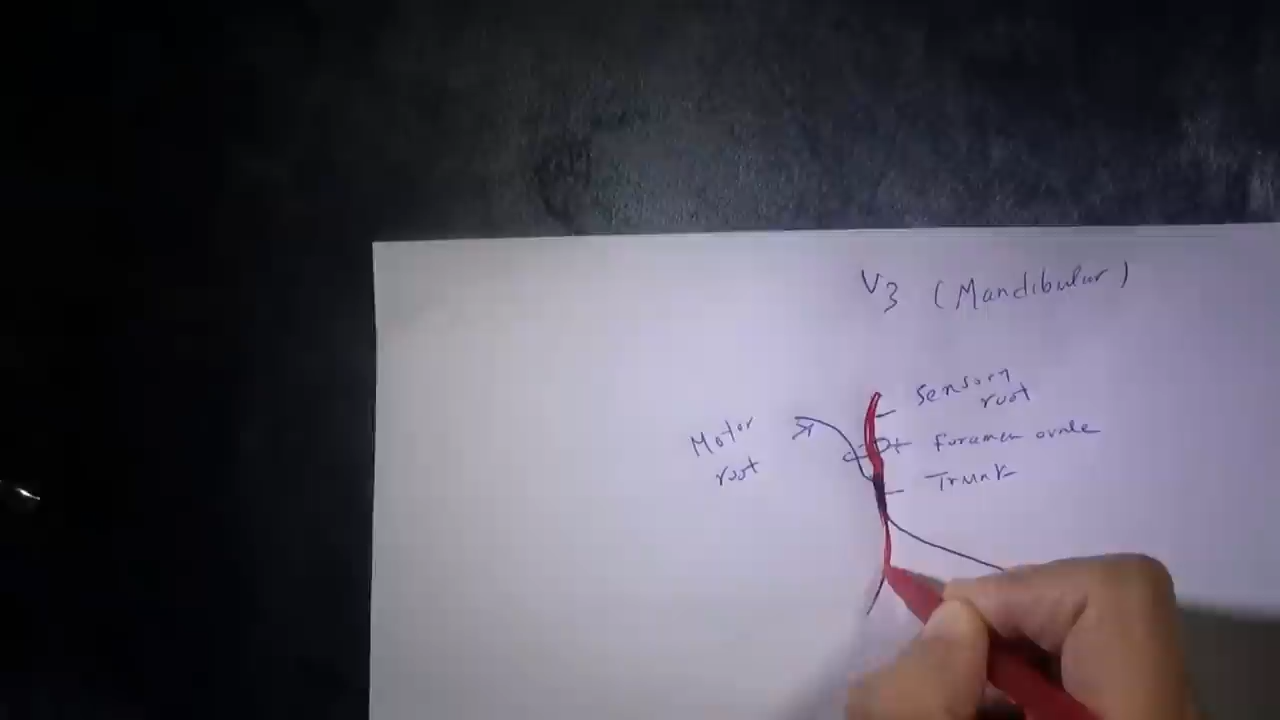 V3 (Mandibular)
Sensory
root
Motor
root
Foramen ovale
Trunk